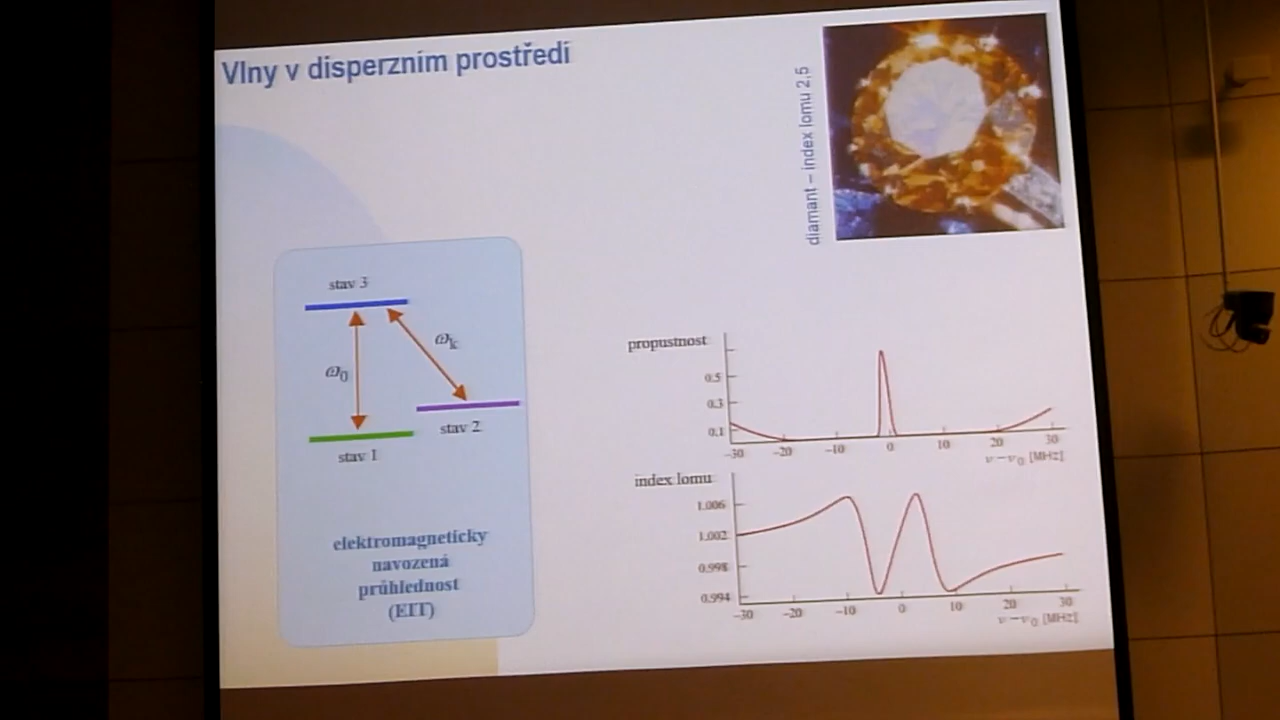 Vlny v disperzním prostředí
diamant – index lomu 2,5
stav 3
ω0
ωk
stav 2
stav 1
elektromagneticky
navozená
průhlednost
(EIT)
propustnost
0.5
0.3
0.1
−30 −20 −10 0 10 20 30
ν−ν0 [MHz]
index lomu
1.006
1.002
0.998
0.994
−30 −20 −10 0 10 20 30
ν−ν0 [MHz]